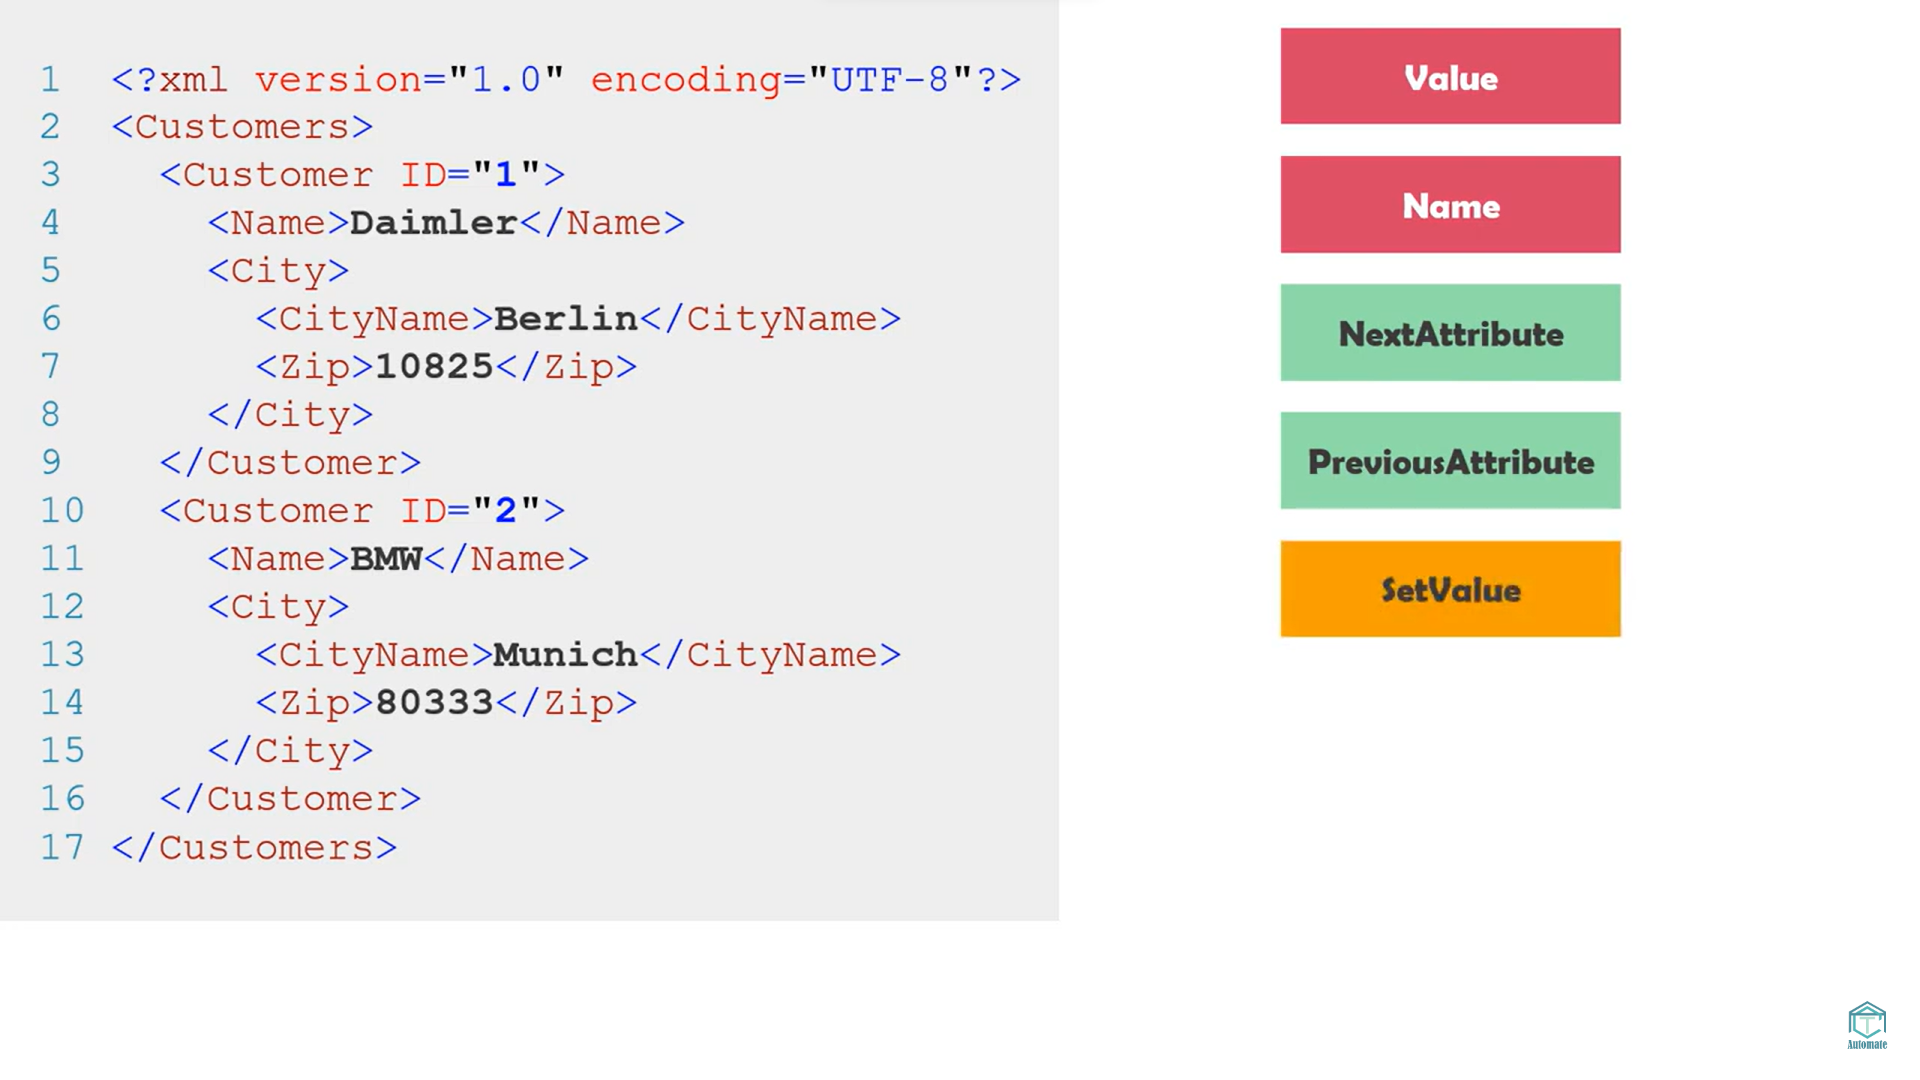 1 <?xml version="1.0" encoding="UTF-8"?>
2 <Customers>
3 <Customer ID="1">
4 <Name>Daimler</Name>
5 <City>
6 <CityName>Berlin</CityName>
7 <Zip>10825</Zip>
8 </City>
9 </Customer>
10 <Customer ID="2">
11 <Name>BMW</Name>
12 <City>
13 <CityName>Munich</CityName>
14 <Zip>80333</Zip>
15 </City>
16 </Customer>
17 </Customers>
Value
Name
NextAttribute
PreviousAttribute
SetValue
Automate